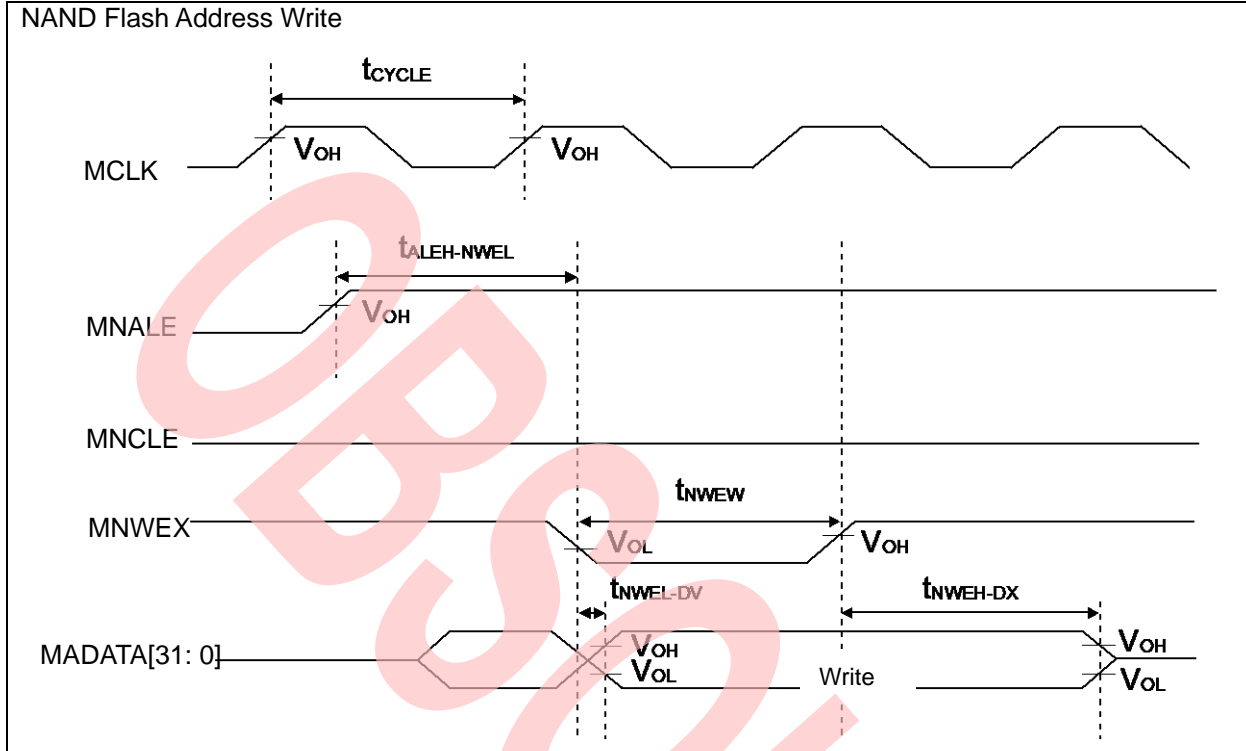 NAND Flash Address Write
tCYCLE
VOH VOH
MCLK
tALEH-NWEL
VOH
MNALE
MNCLE
tNWEW
MNWEX
VOL VOH
tNWEL-DV tNWEH-DX
VOH VOH
MADATA[31: 0]
VOL Write VOL
OBSO